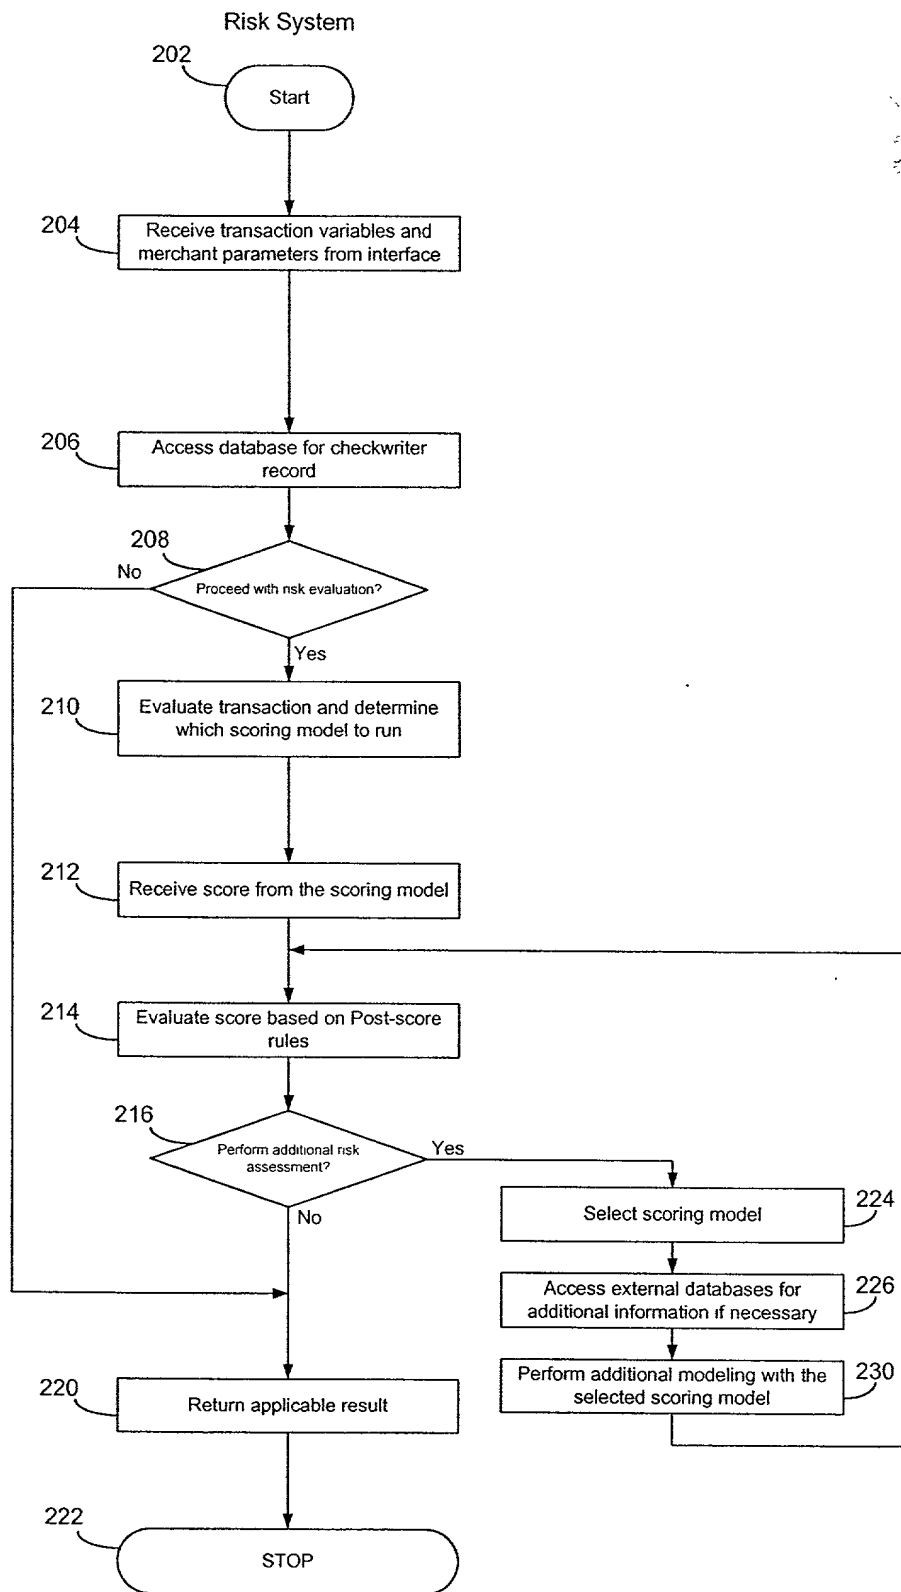 Risk System
202
Start
204
Receive transaction variables and
merchant parameters from interface
206
Access database for checkwriter
record
208
No
Proceed with risk evaluation?
Yes
210
Evaluate transaction and determine
which scoring model to run
212
Receive score from the scoring model
214
Evaluate score based on Post-score
rules
216
Perform additional risk
assessment?
Yes
No
Select scoring model
224
Access external databases for
additional information if necessary
226
Perform additional modeling with the
selected scoring model
230
220
Return applicable result
222
STOP